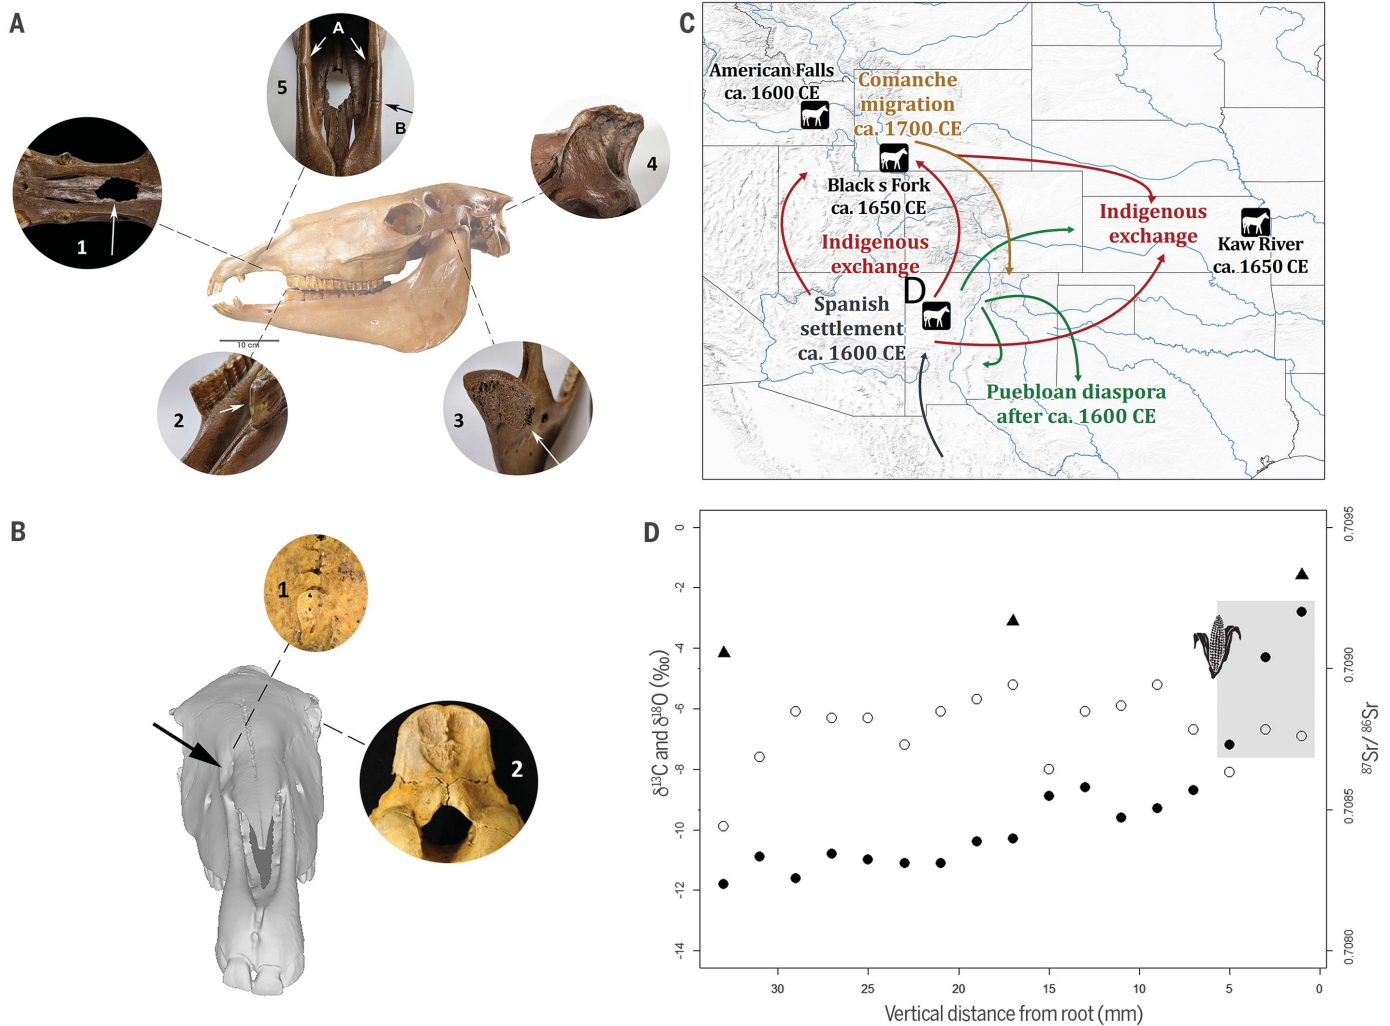 A
5
A
B
1
4
10 cm
2
3
B
1
2
C
American Falls
ca. 1600 CE
Comanche
migration
ca. 1700 CE
Black s Fork
ca. 1650 CE
Indigenous
exchange
Indigenous
exchange
Kaw River
ca. 1650 CE
D
Spanish
settlement
ca. 1600 CE
Puebloan diaspora
after ca. 1600 CE
D
0
-2
-4
-6
-8
-10
-12
-14
δ¹³C and δ¹⁸O (‰)
0.7095
0.7090
0.7085
0.7080
⁸⁷Sr/ ⁸⁶Sr
30
25
20
15
10
5
0
Vertical distance from root (mm)